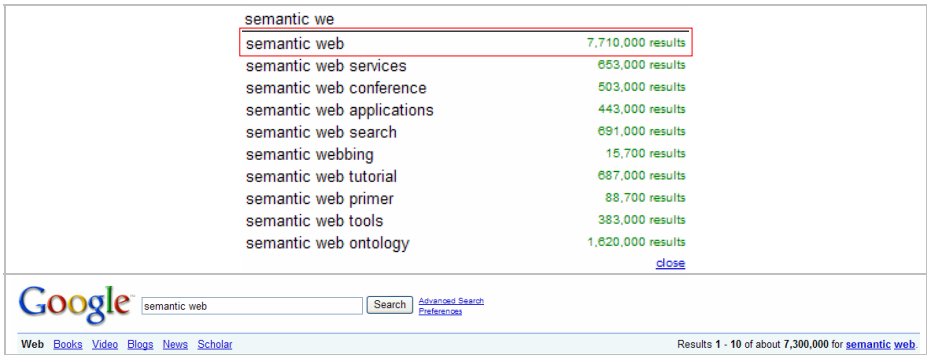 semantic we
semantic web 7,710,000 results
semantic web services 653,000 results
semantic web conference 503,000 results
semantic web applications 443,000 results
semantic web search 691,000 results
semantic webbing 15,700 results
semantic web tutorial 687,000 results
semantic web primer 88,700 results
semantic web tools 383,000 results
semantic web ontology 1,620,000 results
close
Google™ semantic web Search Advanced Search
Preferences
Web Books Video Blogs News Scholar Results 1 - 10 of about 7,300,000 for semantic web.